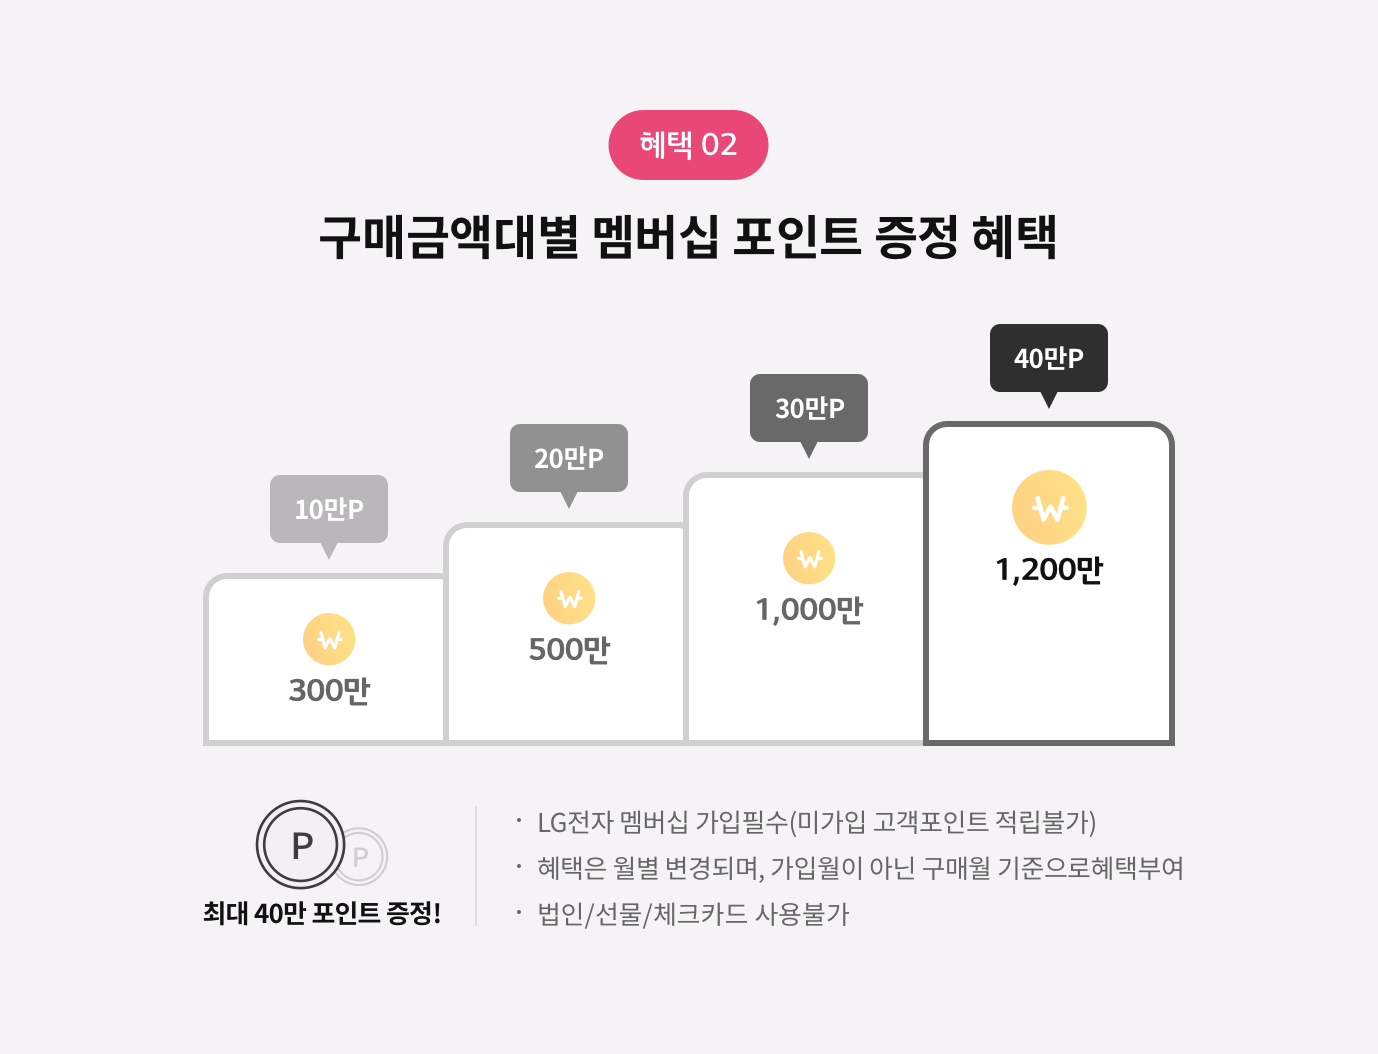 혜택 02
구매금액대별 멤버십 포인트 증정 혜택
10만P
20만P
30만P
40만P
₩
300만
₩
500만
₩
1,000만
₩
1,200만
P
P
최대 40만 포인트 증정!
· LG전자 멤버십 가입필수(미가입 고객포인트 적립불가)
· 혜택은 월별 변경되며, 가입월이 아닌 구매월 기준으로혜택부여
· 법인/선물/체크카드 사용불가